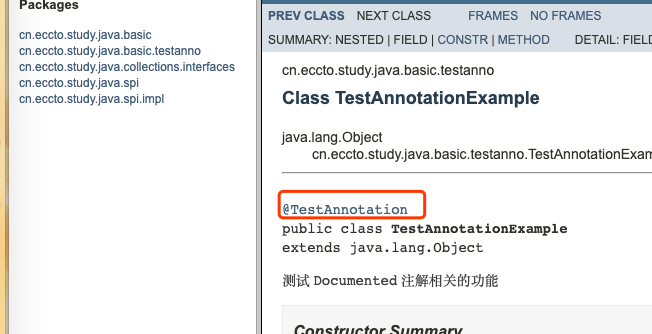 Packages
cn.eccto.study.java.basic
cn.eccto.study.java.basic.testanno
cn.eccto.study.java.collections.interfaces
cn.eccto.study.java.spi
cn.eccto.study.java.spi.impl
PREV CLASS NEXT CLASS FRAMES NO FRAMES
SUMMARY: NESTED | FIELD | CONSTR | METHOD DETAIL: FIEL
cn.eccto.study.java.basic.testanno
Class TestAnnotationExample
java.lang.Object
cn.eccto.study.java.basic.testanno.TestAnnotationExam
@TestAnnotation
public class TestAnnotationExample
extends java.lang.Object
测试 Documented 注解相关的功能
Constructor Summary